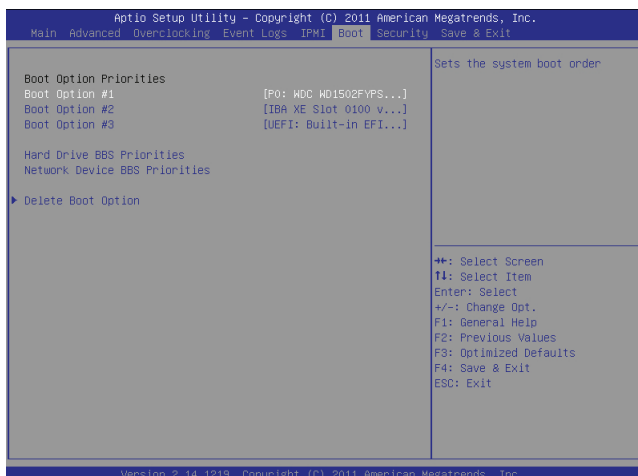 Aptio Setup Utility – Copyright (C) 2011 American Megatrends, Inc.
Main Advanced Overclocking Event Logs IPMI Boot Security Save & Exit
Sets the system boot order
Boot Option Priorities
Boot Option #1 [P0: WDC WD1502FYPS...]
Boot Option #2 [IBA XE Slot 0100 v...]
Boot Option #3 [UEFI: Built-in EFI...]
Hard Drive BBS Priorities
Network Device BBS Priorities
▶ Delete Boot Option
→←: Select Screen
↑↓: Select Item
Enter: Select
+/-: Change Opt.
F1: General Help
F2: Previous Values
F3: Optimized Defaults
F4: Save & Exit
ESC: Exit
Version 2.14.1219. Copyright (C) 2011 American Megatrends, Inc.